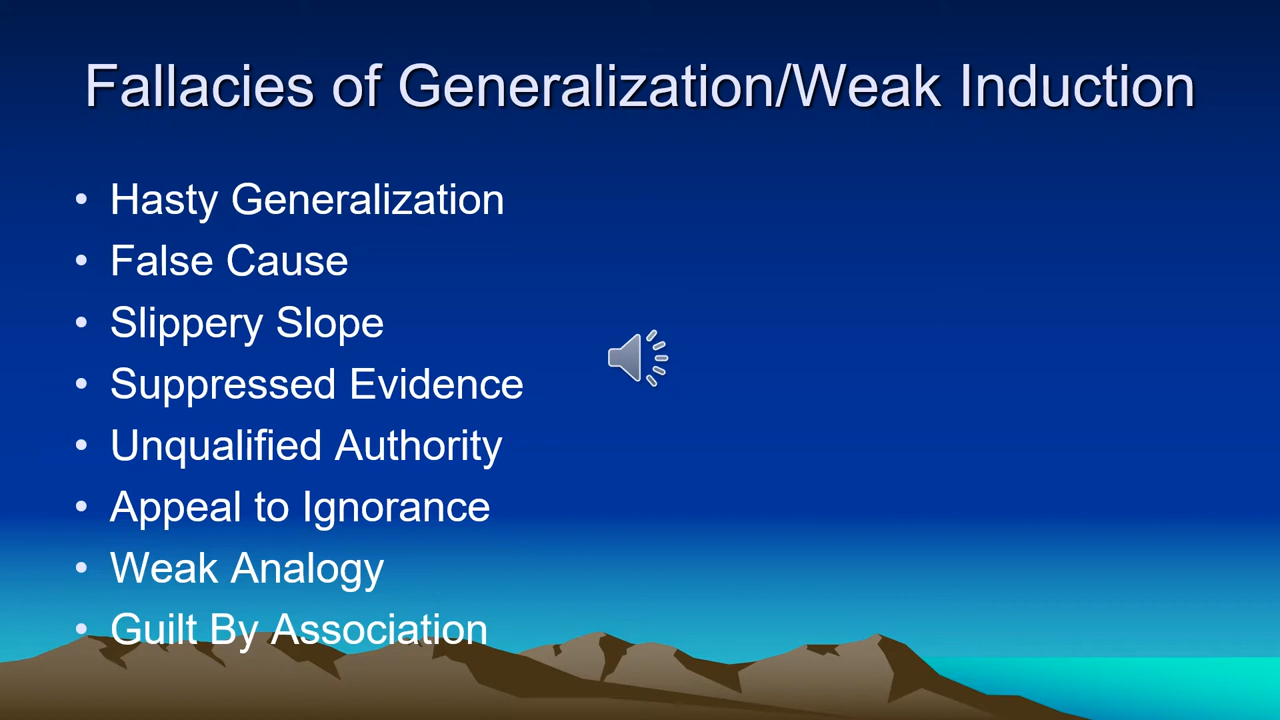 Fallacies of Generalization/Weak Induction
• Hasty Generalization
• False Cause
• Slippery Slope
• Suppressed Evidence
• Unqualified Authority
• Appeal to Ignorance
• Weak Analogy
• Guilt By Association